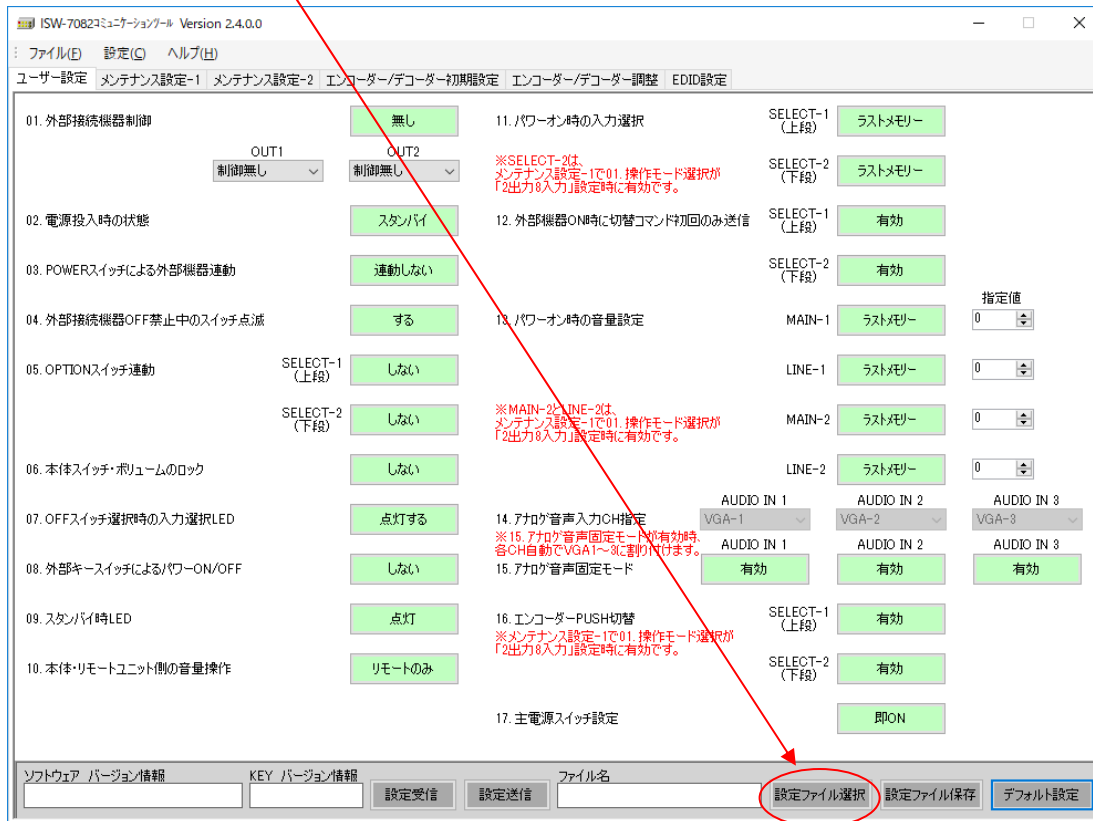 ISW-7082ｺﾐｭﾆｹｰｼｮﾝﾂｰﾙ Version 2.4.0.0
ファイル(F) 設定(C) ヘルプ(H)
ユーザー設定 メンテナンス設定-1 メンテナンス設定-2 エンコーダー/デコーダー初期設定 エンコーダー/デコーダー調整 EDID設定
01. 外部接続機器制御 無し
OUT1 OUT2
制御無し 制御無し
02. 電源投入時の状態 スタンバイ
03. POWERスイッチによる外部機器連動 連動しない
04. 外部接続機器OFF禁止中のスイッチ点滅 する
05. OPTIONスイッチ連動 SELECT-1
(上段) しない
SELECT-2
(下段) しない
06. 本体スイッチ・ボリュームのロック しない
07. OFFスイッチ選択時の入力選択LED 点灯する
08. 外部キースイッチによるパワーON/OFF しない
09. スタンバイ時LED 点灯
10. 本体・リモートユニット側の音量操作 リモートのみ
11. パワーオン時の入力選択 SELECT-1
(上段) ラストメモリー
※SELECT-2は、
メンテナンス設定-1で01. 操作モード選択が
「2出力8入力」設定時に有効です。
SELECT-2
(下段) ラストメモリー
12. 外部機器ON時に切替コマンド初回のみ送信 SELECT-1
(上段) 有効
SELECT-2
(下段) 有効
指定値
13. パワーオン時の音量設定 MAIN-1 ラストメモリー 0
LINE-1 ラストメモリー 0
※MAIN-2とLINE-2は、
メンテナンス設定-1で01. 操作モード選択が
「2出力8入力」設定時に有効です。
MAIN-2 ラストメモリー 0
LINE-2 ラストメモリー 0
AUDIO IN 1 AUDIO IN 2 AUDIO IN 3
14. アナログ音声入力CH指定 VGA-1 VGA-2 VGA-3
※15. アナログ音声固定モードが有効時、
各CH自動でVGA1~3に割り付けます。
AUDIO IN 1 AUDIO IN 2 AUDIO IN 3
15. アナログ音声固定モード 有効 有効 有効
16. エンコーダーPUSH切替 SELECT-1
(上段) 有効
※メンテナンス設定-1で01. 操作モード選択が
「2出力8入力」設定時に有効です。
SELECT-2
(下段) 有効
17. 主電源スイッチ設定 即ON
ソフトウェア バージョン情報 KEY バージョン情報 ファイル名
設定受信 設定送信 設定ファイル選択 設定ファイル保存 デフォルト設定